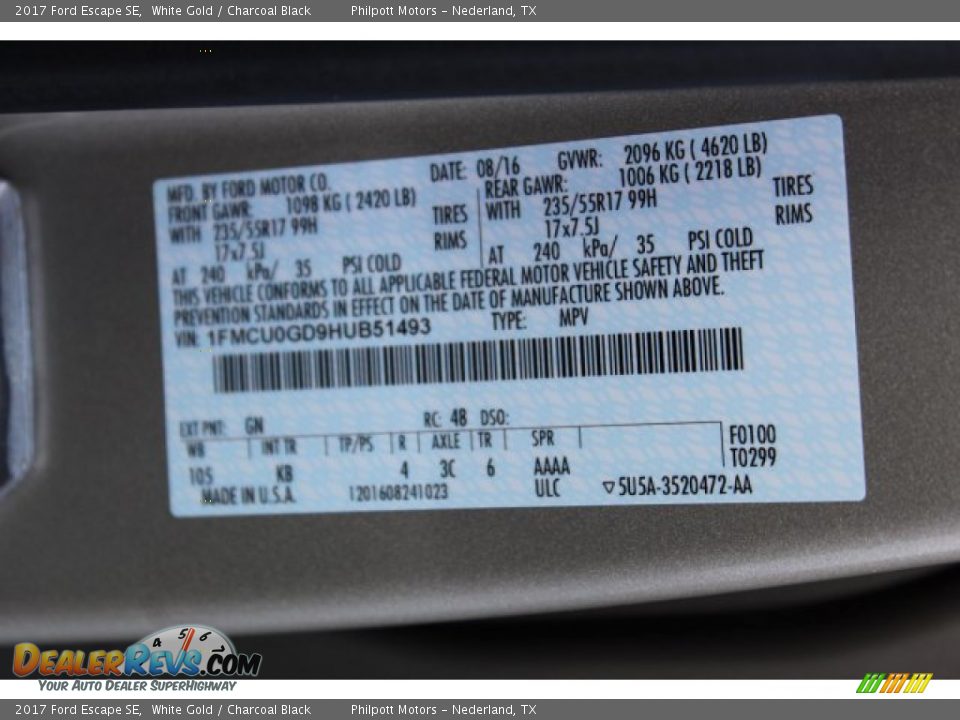 2017 Ford Escape SE, White Gold / Charcoal Black Philpott Motors – Nederland, TX
MFD. BY FORD MOTOR CO. DATE: 08/16 GVWR: 2096 KG ( 4620 LB)
FRONT GAWR: 1098 KG ( 2420 LB) REAR GAWR: 1006 KG ( 2218 LB)
WITH 235/55R17 99H TIRES WITH 235/55R17 99H TIRES
17x7.5J RIMS 17x7.5J RIMS
AT 240 kPa/ 35 PSI COLD AT 240 kPa/ 35 PSI COLD
THIS VEHICLE CONFORMS TO ALL APPLICABLE FEDERAL MOTOR VEHICLE SAFETY AND THEFT
PREVENTION STANDARDS IN EFFECT ON THE DATE OF MANUFACTURE SHOWN ABOVE.
VIN: 1FMCU0GD9HUB51493 TYPE: MPV
EXT PNT: GN RC: 48 DSO:
WB INT TR TP/PS R AXLE TR SPR F0100
105 KB 4 3C 6 AAAA T0299
MADE IN U.S.A. 1201608241023 ULC ▽5U5A-3520472-AA
4 5 6
DEALERREVS.COM
YOUR AUTO DEALER SUPERHIGHWAY
2017 Ford Escape SE, White Gold / Charcoal Black Philpott Motors – Nederland, TX